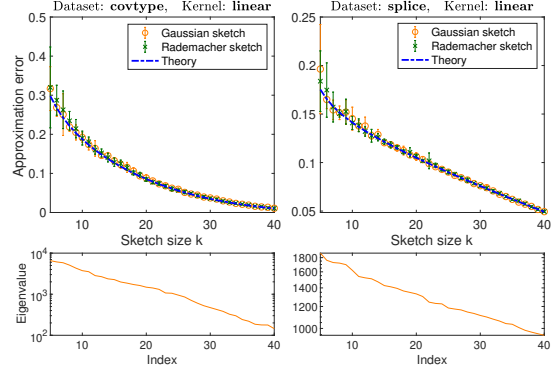 Dataset: covtype, Kernel: linear
Dataset: splice, Kernel: linear
0.5
0.4
0.3
0.2
0.1
0
Approximation error
Gaussian sketch
Rademacher sketch
Theory
10 20 30 40
Sketch size k
0.25
0.2
0.15
0.1
0.05
Gaussian sketch
Rademacher sketch
Theory
10 20 30 40
Sketch size k
10^4
10^3
10^2
Eigenvalue
10 20 30 40
Index
1800
1600
1400
1200
1000
10 20 30 40
Index